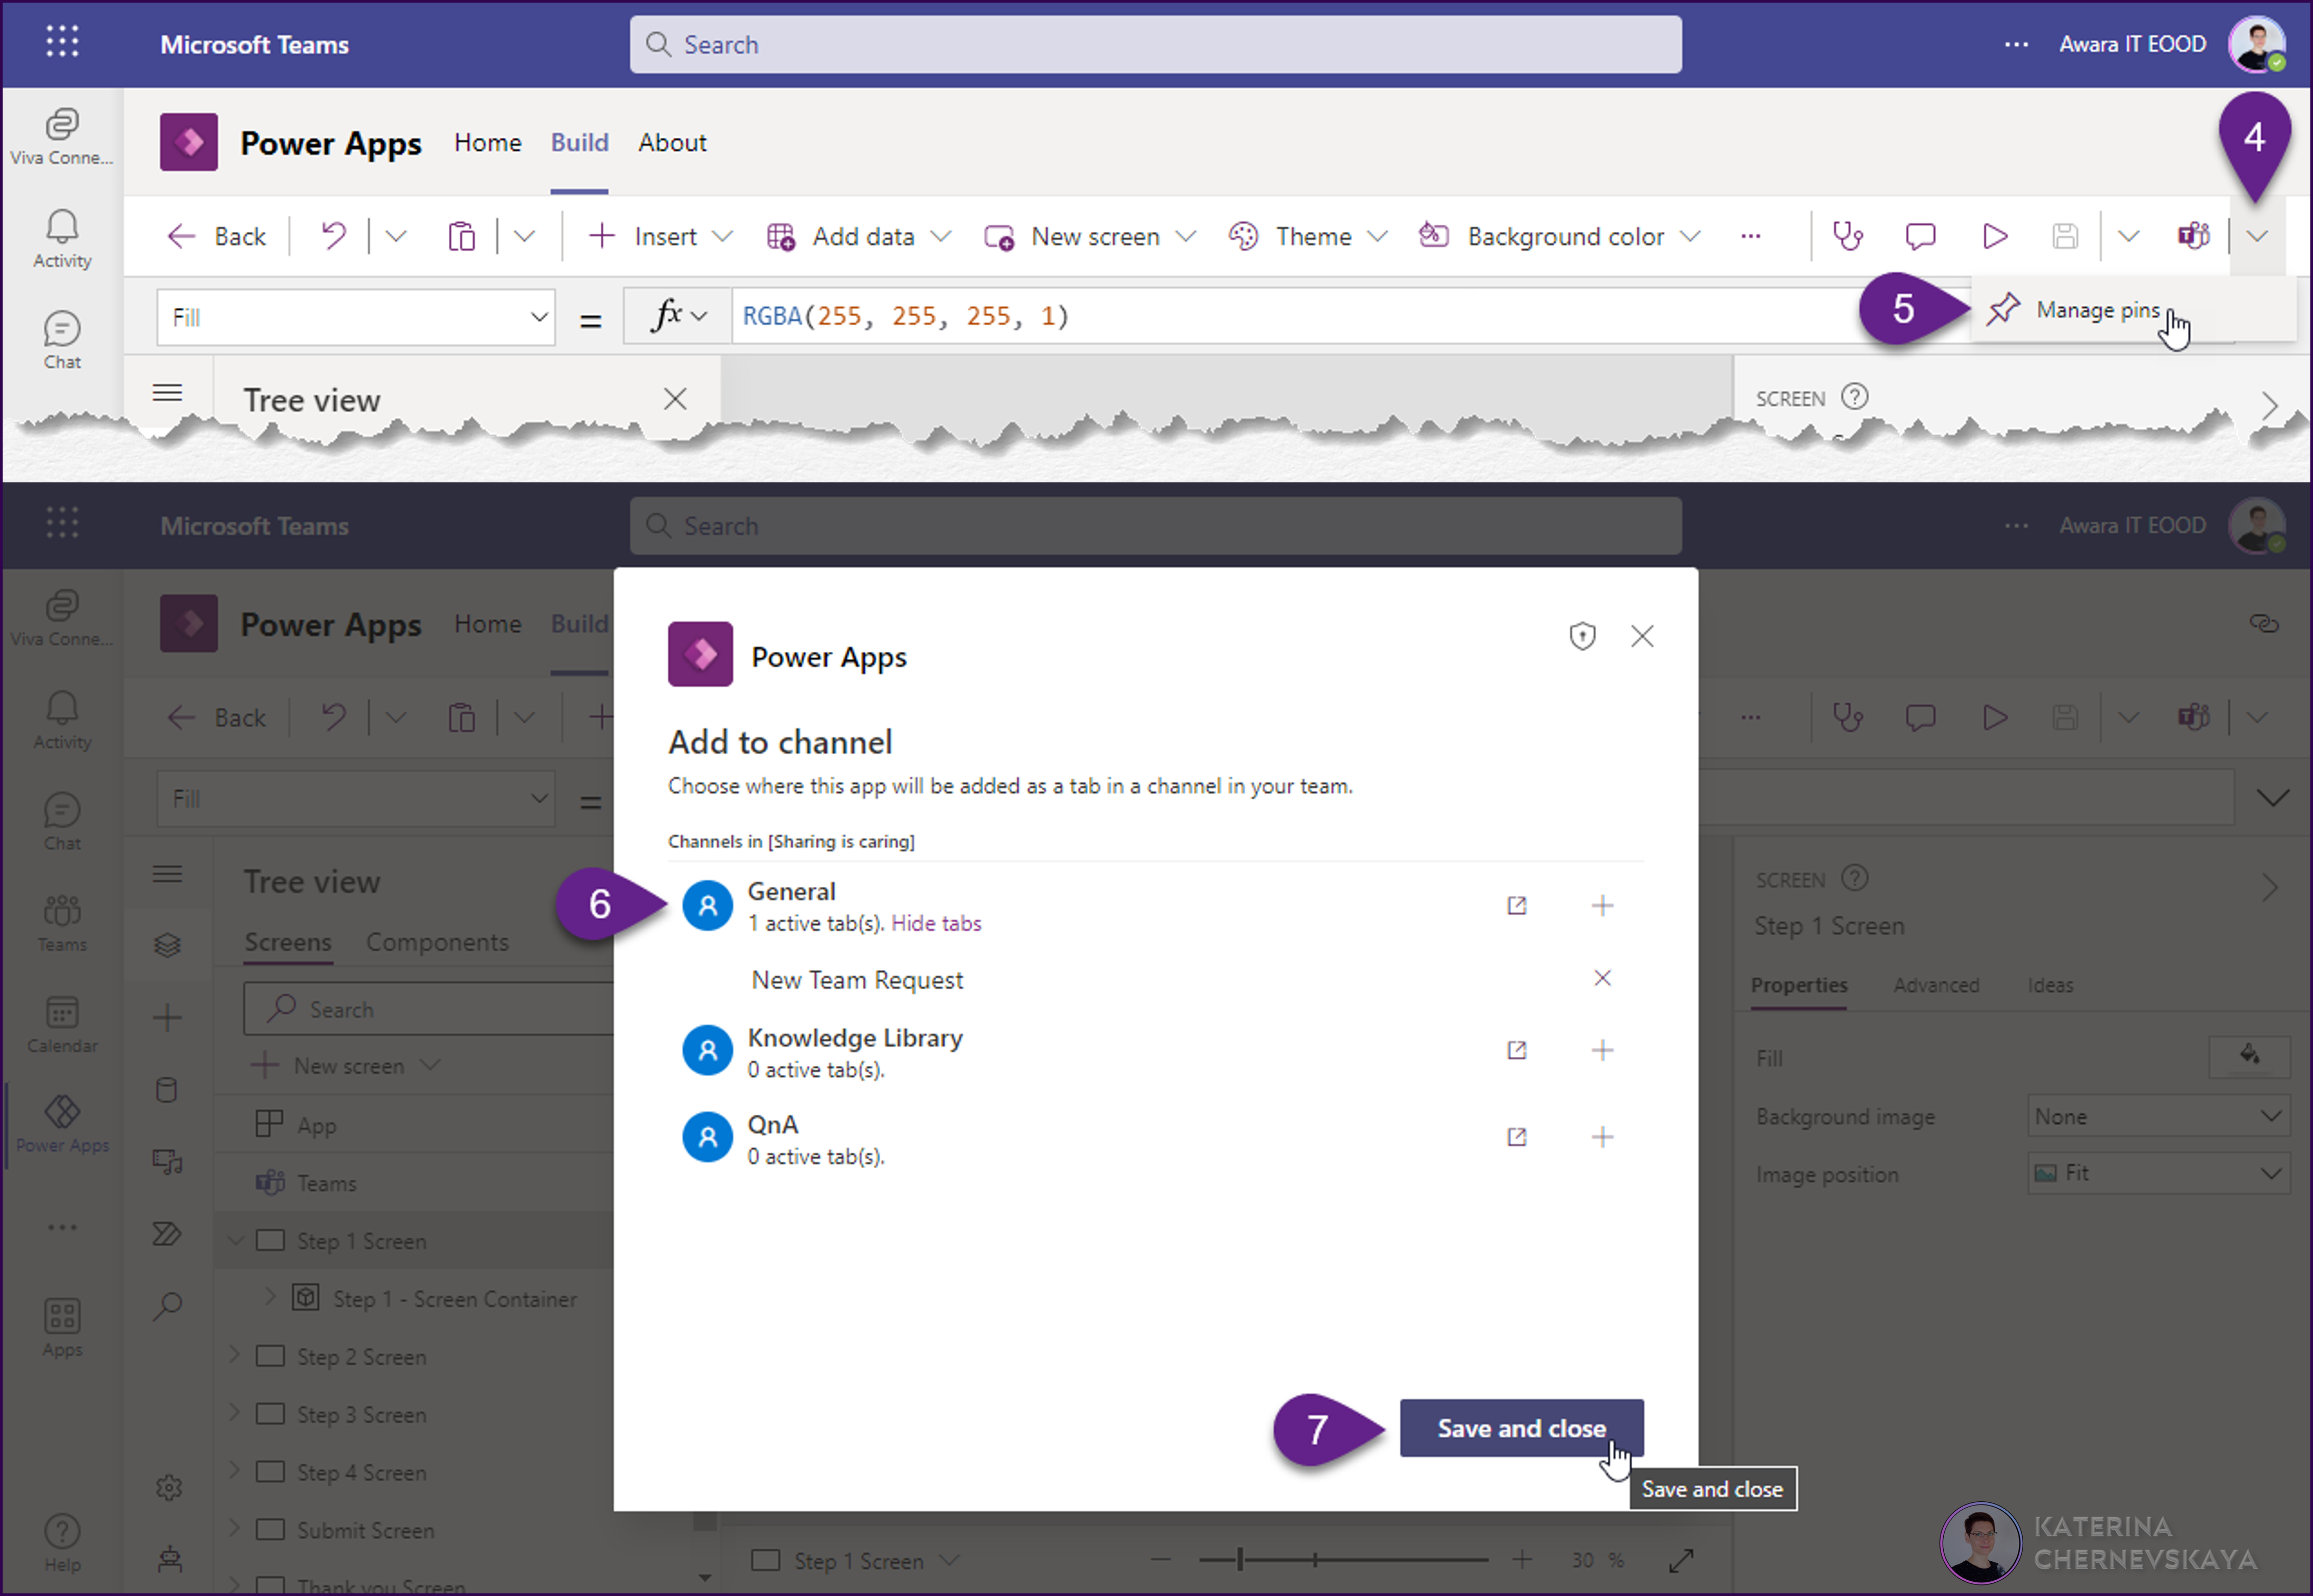 Microsoft Teams
Search
Awara IT EOOD
Viva Conne...
Power Apps
Home
Build
About
4
Activity
Back
Insert
Add data
New screen
Theme
Background color
Fill
=
fx
RGBA(255, 255, 255, 1)
5
Manage pins
Chat
Tree view
SCREEN
Microsoft Teams
Search
Awara IT EOOD
Viva Conne...
Power Apps
Home
Build
Activity
Back
Fill
=
Chat
Teams
Calendar
Power Apps
Apps
Help
Tree view
Screens
Components
Search
New screen
App
Teams
Step 1 Screen
Step 1 - Screen Container
Step 2 Screen
Step 3 Screen
Step 4 Screen
Submit Screen
Thank you Screen
Power Apps
Add to channel
Choose where this app will be added as a tab in a channel in your team.
Channels in [Sharing is caring]
6
General
1 active tab(s). Hide tabs
New Team Request
Knowledge Library
0 active tab(s).
QnA
0 active tab(s).
7
Save and close
Save and close
SCREEN
Step 1 Screen
Properties
Advanced
Ideas
Fill
Background image
None
Image position
Fit
Step 1 Screen
30 %
KATERINA
CHERNEVSKAYA